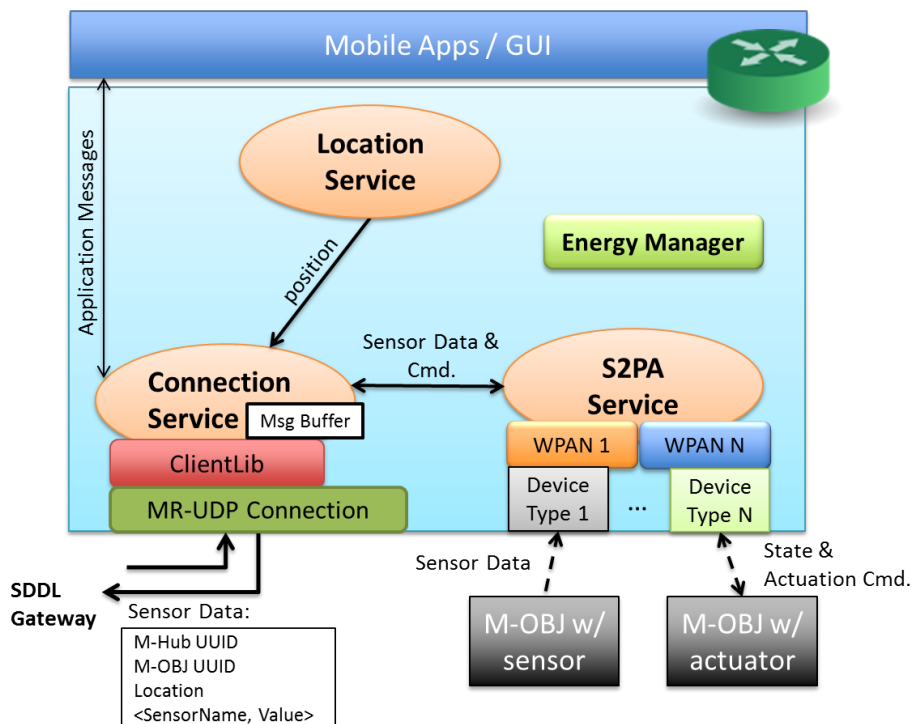 Mobile Apps / GUI
Application Messages
Location
Service
Energy Manager
position
Sensor Data &
Cmd.
Connection
Service
Msg Buffer
S2PA
Service
ClientLib
MR-UDP Connection
WPAN 1
WPAN N
Device
Type 1
...
Device
Type N
SDDL
Gateway
Sensor Data:
M-Hub UUID
M-OBJ UUID
Location
<SensorName, Value>
Sensor Data
State &
Actuation Cmd.
M-OBJ w/
sensor
M-OBJ w/
actuator